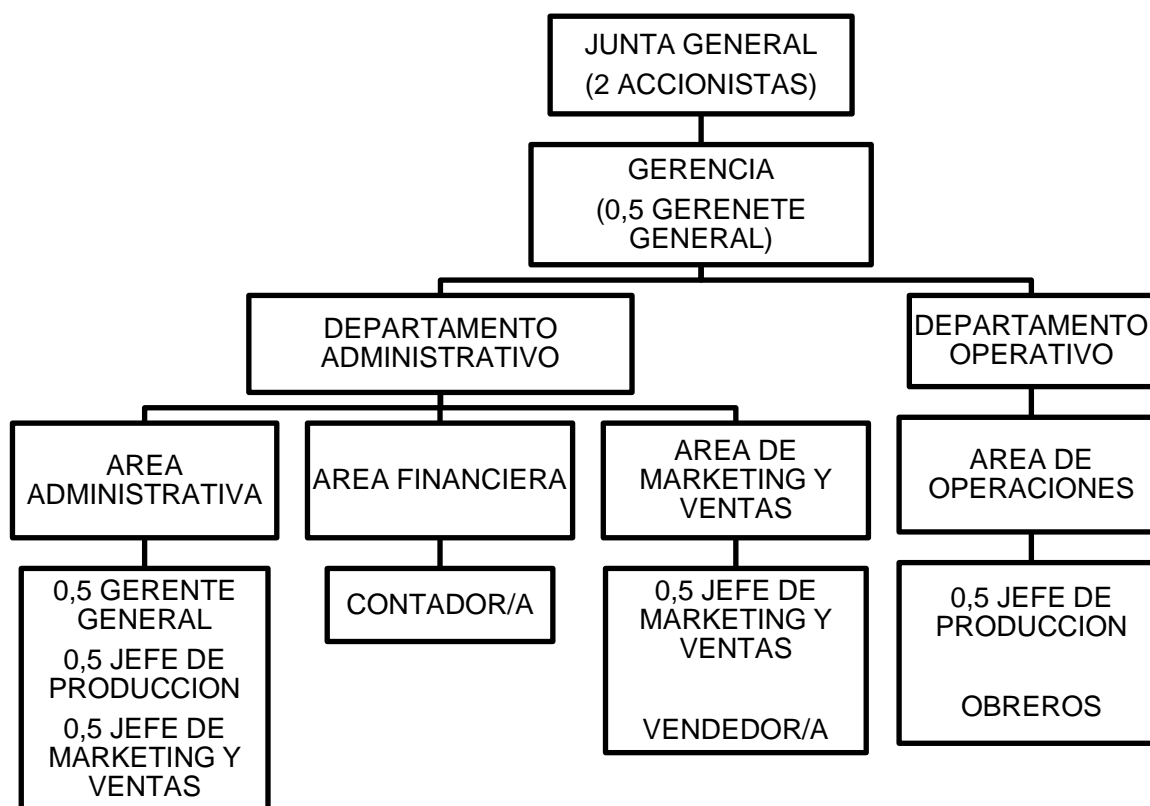 JUNTA GENERAL
(2 ACCIONISTAS)
GERENCIA
(0,5 GERENETE
GENERAL)
DEPARTAMENTO
ADMINISTRATIVO
DEPARTAMENTO
OPERATIVO
AREA
ADMINISTRATIVA
AREA FINANCIERA
AREA DE
MARKETING Y
VENTAS
AREA DE
OPERACIONES
0,5 GERENTE
GENERAL
0,5 JEFE DE
PRODUCCION
0,5 JEFE DE
MARKETING Y
VENTAS
CONTADOR/A
0,5 JEFE DE
MARKETING Y
VENTAS
VENDEDOR/A
0,5 JEFE DE
PRODUCCION
OBREROS